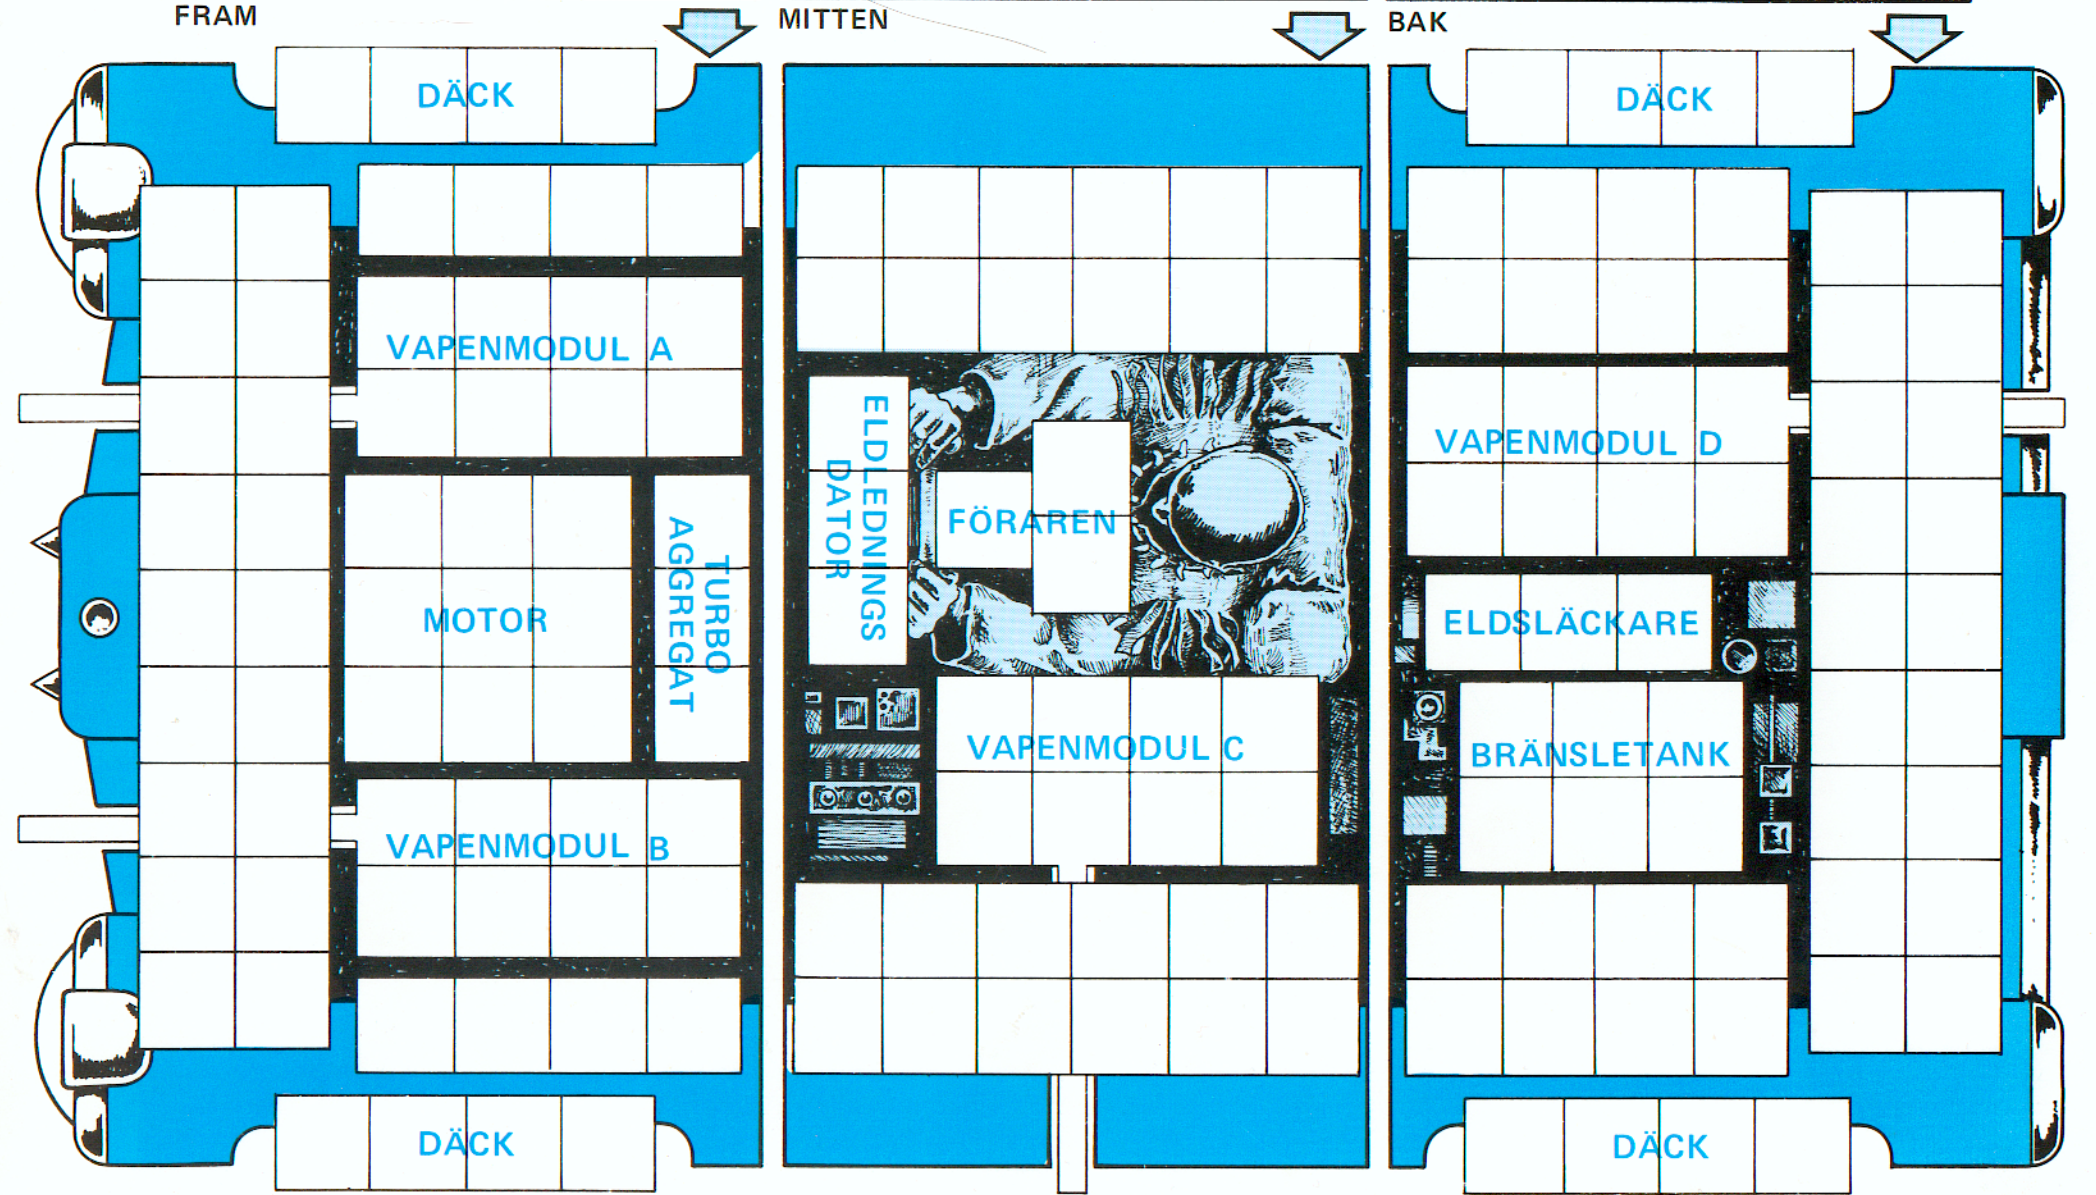 FRAM
MITTEN
BAK
DÄCK
DÄCK
VAPENMODUL A
ELDLEDNINGS
DATOR
VAPENMODUL D
FÖRAREN
MOTOR
TURBO
AGGREGAT
ELDSLÄCKARE
VAPENMODUL C
BRÄNSLETANK
VAPENMODUL B
DÄCK
DÄCK